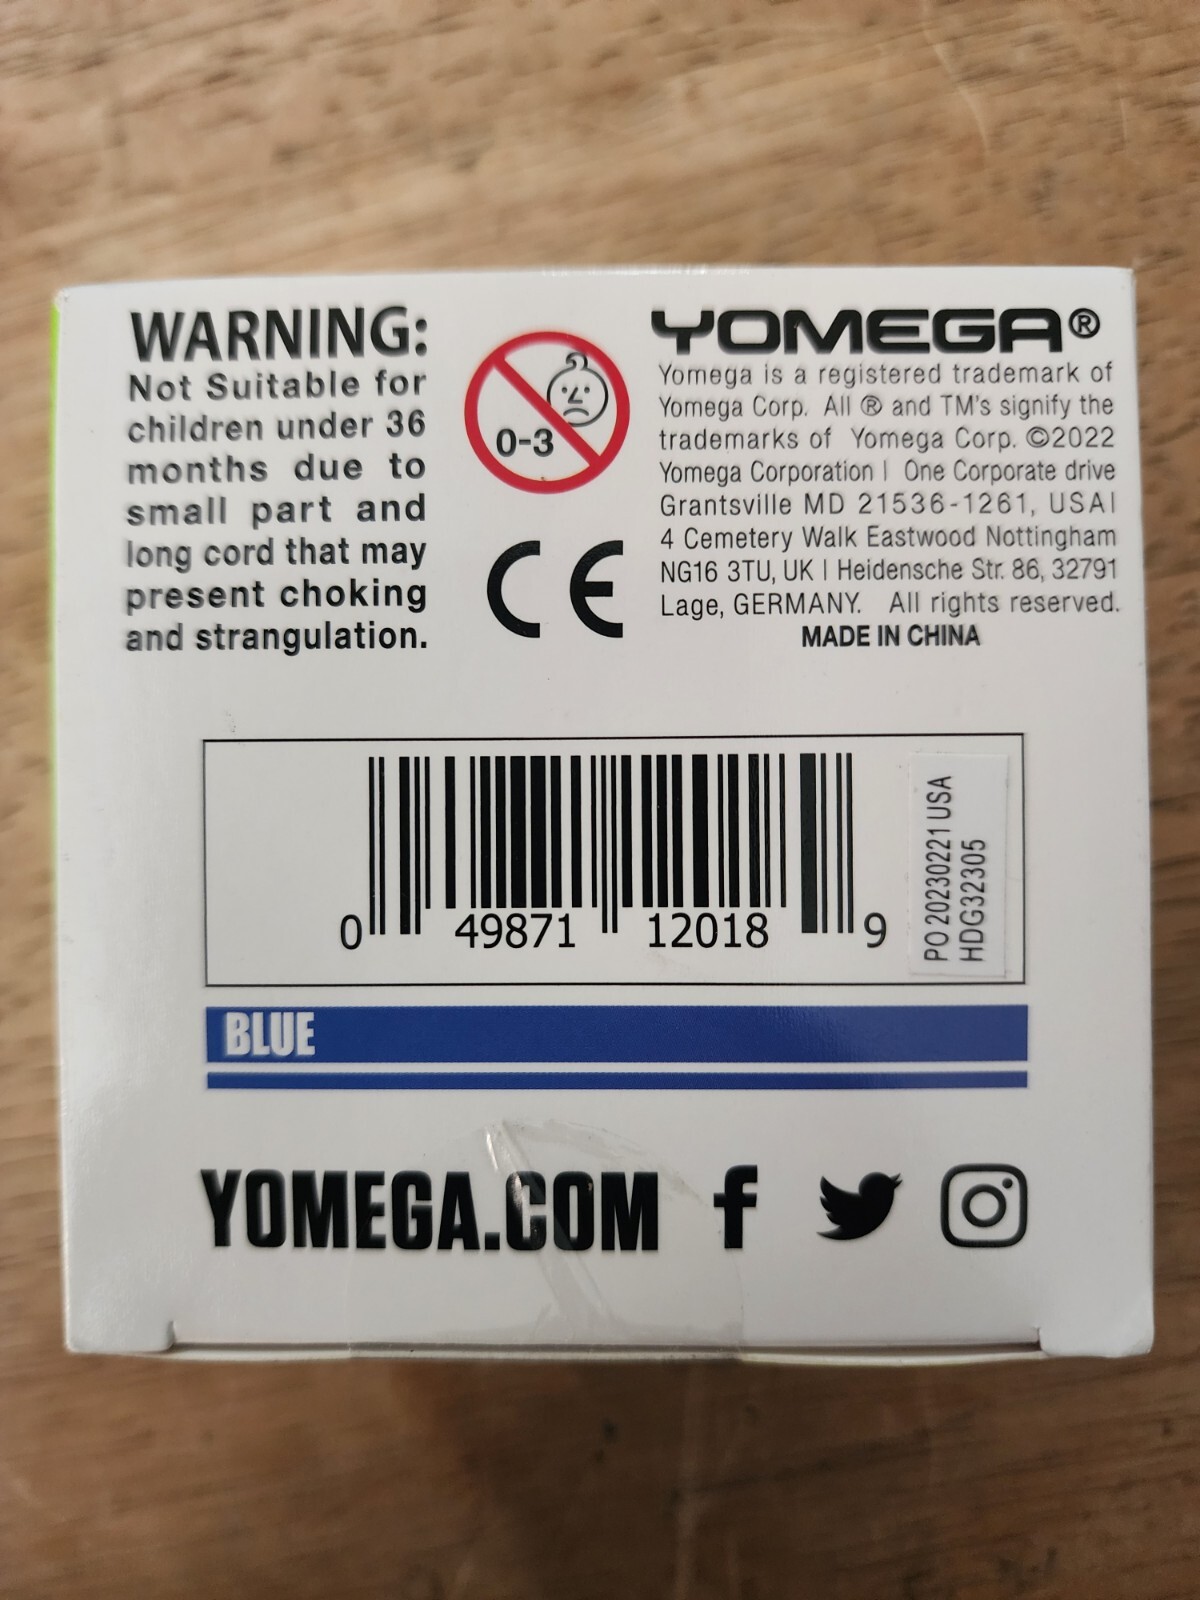 WARNING:
Not Suitable for
children under 36
months due to
small part and
long cord that may
present choking
and strangulation.
0-3
CE
YOMEGA®
Yomega is a registered trademark of
Yomega Corp. All ® and TM's signify the
trademarks of Yomega Corp. ©2022
Yomega Corporation | One Corporate drive
Grantsville MD 21536-1261, USA|
4 Cemetery Walk Eastwood Nottingham
NG16 3TU, UK | Heidensche Str. 86, 32791
Lage, GERMANY. All rights reserved.
MADE IN CHINA
0 49871 12018 9
PO 20230221 USA
HDG32305
BLUE
YOMEGA.COM